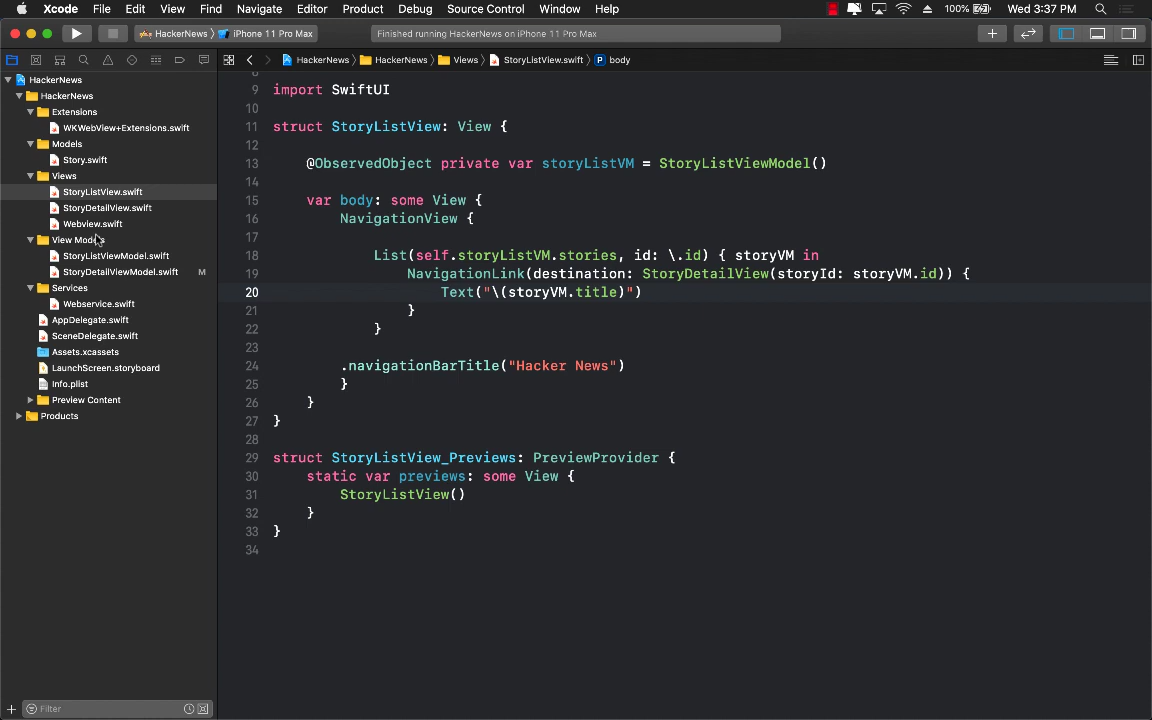 Xcode File Edit View Find Navigate Editor Product Debug Source Control Window Help 100% Wed 3:37 PM
HackerNews iPhone 11 Pro Max Finished running HackerNews on iPhone 11 Pro Max
HackerNews HackerNews Views StoryListView.swift P body
HackerNews
HackerNews
Extensions
WKWebView+Extensions.swift
Models
Story.swift
Views
StoryListView.swift
StoryDetailView.swift
Webview.swift
View Models
StoryListViewModel.swift
StoryDetailViewModel.swift M
Services
Webservice.swift
AppDelegate.swift
SceneDelegate.swift
Assets.xcassets
LaunchScreen.storyboard
Info.plist
Preview Content
Products
Filter
8
9 import SwiftUI
10
11 struct StoryListView: View {
12
13 @ObservedObject private var storyListVM = StoryListViewModel()
14
15 var body: some View {
16 NavigationView {
17
18 List(self.storyListVM.stories, id: \.id) { storyVM in
19 NavigationLink(destination: StoryDetailView(storyId: storyVM.id)) {
20 Text("\(storyVM.title)")
21 }
22 }
23
24 .navigationBarTitle("Hacker News")
25 }
26 }
27 }
28
29 struct StoryListView_Previews: PreviewProvider {
30 static var previews: some View {
31 StoryListView()
32 }
33 }
34